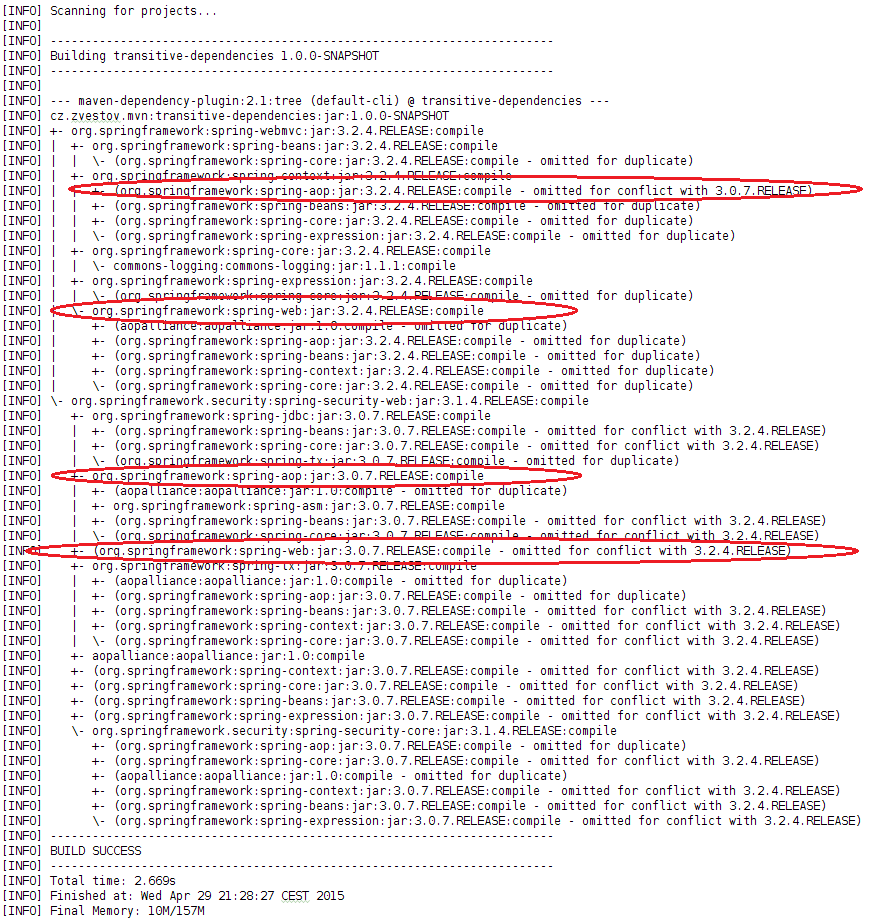 [INFO] Scanning for projects...
[INFO]
[INFO] ------------------------------------------------------------------------
[INFO] Building transitive-dependencies 1.0.0-SNAPSHOT
[INFO] ------------------------------------------------------------------------
[INFO]
[INFO] --- maven-dependency-plugin:2.1:tree (default-cli) @ transitive-dependencies ---
[INFO] cz.zvestov.mvn:transitive-dependencies:jar:1.0.0-SNAPSHOT
[INFO] +- org.springframework:spring-webmvc:jar:3.2.4.RELEASE:compile
[INFO] |  +- org.springframework:spring-beans:jar:3.2.4.RELEASE:compile
[INFO] |  |  \- (org.springframework:spring-core:jar:3.2.4.RELEASE:compile - omitted for duplicate)
[INFO] |  +- org.springframework:spring-context:jar:3.2.4.RELEASE:compile
[INFO] |  |  +- (org.springframework:spring-aop:jar:3.2.4.RELEASE:compile - omitted for conflict with 3.0.7.RELEASE)
[INFO] |  |  +- (org.springframework:spring-beans:jar:3.2.4.RELEASE:compile - omitted for duplicate)
[INFO] |  |  +- (org.springframework:spring-core:jar:3.2.4.RELEASE:compile - omitted for duplicate)
[INFO] |  |  \- (org.springframework:spring-expression:jar:3.2.4.RELEASE:compile - omitted for duplicate)
[INFO] |  +- org.springframework:spring-core:jar:3.2.4.RELEASE:compile
[INFO] |  |  \- commons-logging:commons-logging:jar:1.1.1:compile
[INFO] |  +- org.springframework:spring-expression:jar:3.2.4.RELEASE:compile
[INFO] |  |  \- (org.springframework:spring-core:jar:3.2.4.RELEASE:compile - omitted for duplicate)
[INFO] |  \- org.springframework:spring-web:jar:3.2.4.RELEASE:compile
[INFO] |     +- (aopalliance:aopalliance:jar:1.0:compile - omitted for duplicate)
[INFO] |     +- (org.springframework:spring-aop:jar:3.2.4.RELEASE:compile - omitted for duplicate)
[INFO] |     +- (org.springframework:spring-beans:jar:3.2.4.RELEASE:compile - omitted for duplicate)
[INFO] |     +- (org.springframework:spring-context:jar:3.2.4.RELEASE:compile - omitted for duplicate)
[INFO] |     \- (org.springframework:spring-core:jar:3.2.4.RELEASE:compile - omitted for duplicate)
[INFO] \- org.springframework.security:spring-security-web:jar:3.1.4.RELEASE:compile
[INFO]    +- org.springframework:spring-jdbc:jar:3.0.7.RELEASE:compile
[INFO]    |  +- (org.springframework:spring-beans:jar:3.0.7.RELEASE:compile - omitted for conflict with 3.2.4.RELEASE)
[INFO]    |  +- (org.springframework:spring-core:jar:3.0.7.RELEASE:compile - omitted for conflict with 3.2.4.RELEASE)
[INFO]    |  \- (org.springframework:spring-tx:jar:3.0.7.RELEASE:compile - omitted for duplicate)
[INFO]    +- org.springframework:spring-aop:jar:3.0.7.RELEASE:compile
[INFO]    |  +- (aopalliance:aopalliance:jar:1.0:compile - omitted for duplicate)
[INFO]    |  +- org.springframework:spring-asm:jar:3.0.7.RELEASE:compile
[INFO]    |  +- (org.springframework:spring-beans:jar:3.0.7.RELEASE:compile - omitted for conflict with 3.2.4.RELEASE)
[INFO]    |  \- (org.springframework:spring-core:jar:3.0.7.RELEASE:compile - omitted for conflict with 3.2.4.RELEASE)
[INFO]    +- (org.springframework:spring-web:jar:3.0.7.RELEASE:compile - omitted for conflict with 3.2.4.RELEASE)
[INFO]    +- org.springframework:spring-tx:jar:3.0.7.RELEASE:compile
[INFO]    |  +- (aopalliance:aopalliance:jar:1.0:compile - omitted for duplicate)
[INFO]    |  +- (org.springframework:spring-aop:jar:3.0.7.RELEASE:compile - omitted for duplicate)
[INFO]    |  +- (org.springframework:spring-beans:jar:3.0.7.RELEASE:compile - omitted for conflict with 3.2.4.RELEASE)
[INFO]    |  +- (org.springframework:spring-context:jar:3.0.7.RELEASE:compile - omitted for conflict with 3.2.4.RELEASE)
[INFO]    |  \- (org.springframework:spring-core:jar:3.0.7.RELEASE:compile - omitted for conflict with 3.2.4.RELEASE)
[INFO]    +- aopalliance:aopalliance:jar:1.0:compile
[INFO]    +- (org.springframework:spring-context:jar:3.0.7.RELEASE:compile - omitted for conflict with 3.2.4.RELEASE)
[INFO]    +- (org.springframework:spring-core:jar:3.0.7.RELEASE:compile - omitted for conflict with 3.2.4.RELEASE)
[INFO]    +- (org.springframework:spring-beans:jar:3.0.7.RELEASE:compile - omitted for conflict with 3.2.4.RELEASE)
[INFO]    +- (org.springframework:spring-expression:jar:3.0.7.RELEASE:compile - omitted for conflict with 3.2.4.RELEASE)
[INFO]    \- org.springframework.security:spring-security-core:jar:3.1.4.RELEASE:compile
[INFO]       +- (org.springframework:spring-aop:jar:3.0.7.RELEASE:compile - omitted for duplicate)
[INFO]       +- (org.springframework:spring-core:jar:3.0.7.RELEASE:compile - omitted for conflict with 3.2.4.RELEASE)
[INFO]       +- (aopalliance:aopalliance:jar:1.0:compile - omitted for duplicate)
[INFO]       +- (org.springframework:spring-context:jar:3.0.7.RELEASE:compile - omitted for conflict with 3.2.4.RELEASE)
[INFO]       +- (org.springframework:spring-beans:jar:3.0.7.RELEASE:compile - omitted for conflict with 3.2.4.RELEASE)
[INFO]       \- (org.springframework:spring-expression:jar:3.0.7.RELEASE:compile - omitted for conflict with 3.2.4.RELEASE)
[INFO] ------------------------------------------------------------------------
[INFO] BUILD SUCCESS
[INFO] ------------------------------------------------------------------------
[INFO] Total time: 2.669s
[INFO] Finished at: Wed Apr 29 21:28:27 CEST 2015
[INFO] Final Memory: 10M/157M